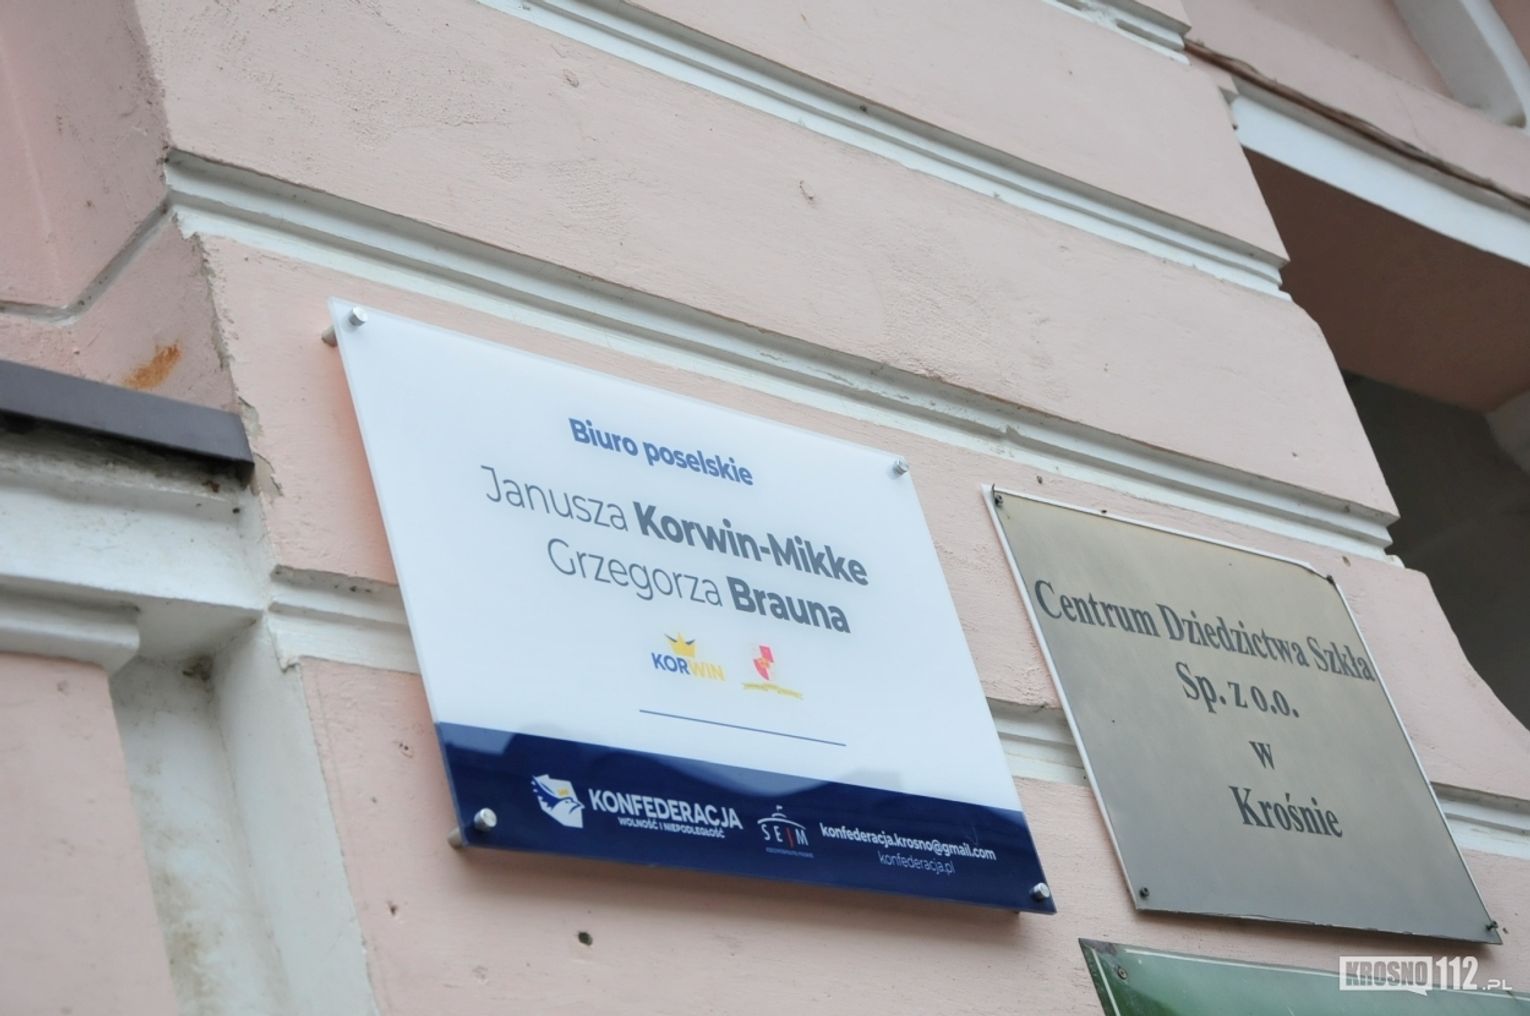 Biuro poselskie
Janusza Korwin-Mikke
Grzegorza Brauna
KORWIN
KONFEDERACJA
WOLNOŚĆ I NIEPODLEGŁOŚĆ
SEJM
konfederacja.krosno@gmail.com
konfederacja.pl
Centrum Dziedzictwa Szkła
Sp. z o.o.
w
Krośnie
KROSNO112.PL